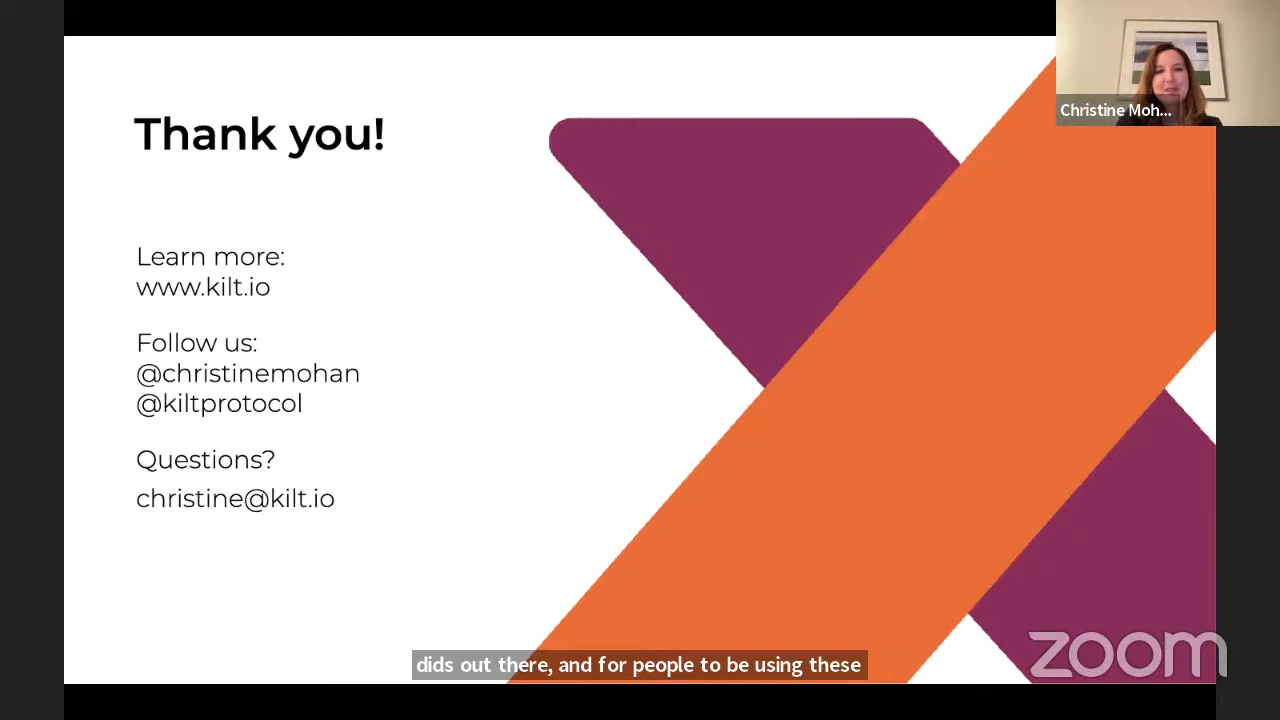 Christine Moh...
Thank you!
Learn more:
www.kilt.io
Follow us:
@christinemohan
@kiltprotocol
Questions?
christine@kilt.io
dids out there, and for people to be using these
zoom